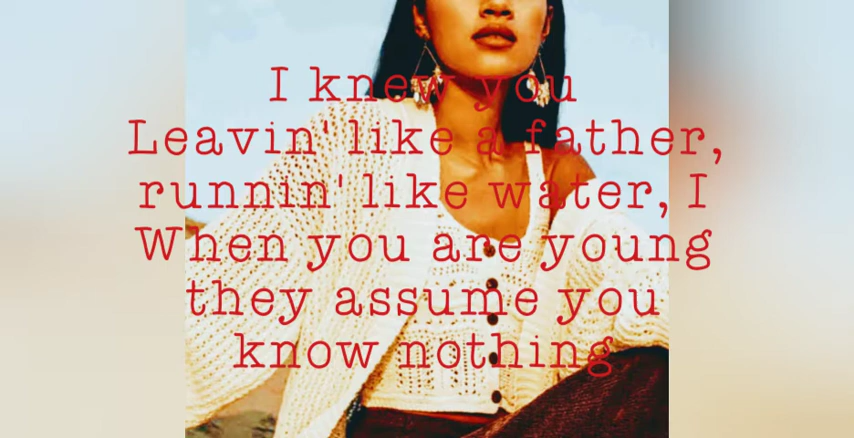 I knew you
Leavin' like a father,
runnin' like water, I
When you are young
they assume you
know nothing